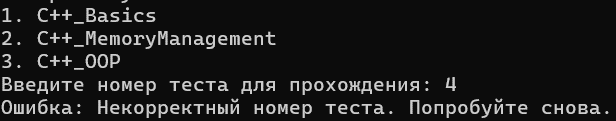 1. C++_Basics
2. C++_MemoryManagement
3. C++_OOP
Введите номер теста для прохождения: 4
Ошибка: Некорректный номер теста. Попробуйте снова.